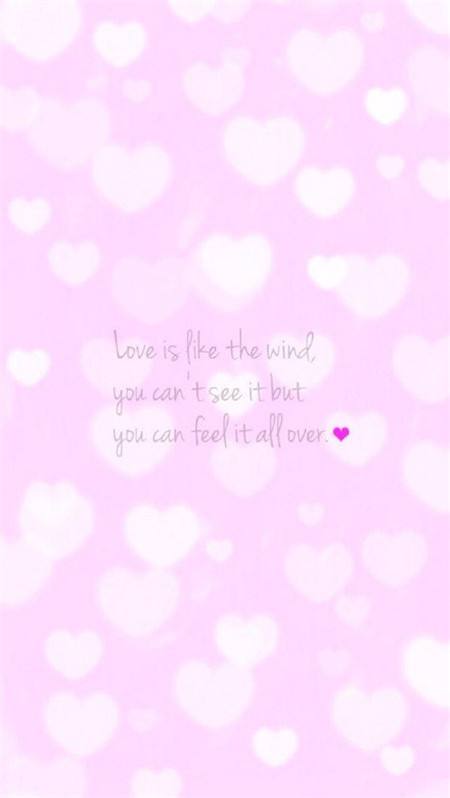 Love is like the wind,
you can't see it but
you can feel it all over.❤